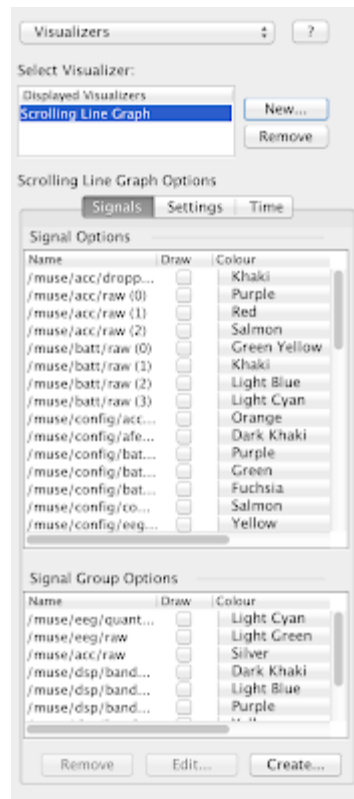 Visualizers ?
Select Visualizer:
Displayed Visualizers
Scrolling Line Graph
New...
Remove
Scrolling Line Graph Options
Signals Settings Time
Signal Options
Name Draw Colour
/muse/acc/dropp... Khaki
/muse/acc/raw (0) Purple
/muse/acc/raw (1) Red
/muse/acc/raw (2) Salmon
/muse/batt/raw (0) Green Yellow
/muse/batt/raw (1) Khaki
/muse/batt/raw (2) Light Blue
/muse/batt/raw (3) Light Cyan
/muse/config/acc... Orange
/muse/config/afe... Dark Khaki
/muse/config/bat... Purple
/muse/config/bat... Green
/muse/config/bat... Fuchsia
/muse/config/co... Salmon
/muse/config/eeg... Yellow
Signal Group Options
Name Draw Colour
/muse/eeg/quant... Light Cyan
/muse/eeg/raw Light Green
/muse/acc/raw Silver
/muse/dsp/band... Dark Khaki
/muse/dsp/band... Light Blue
/muse/dsp/band... Purple
Remove Edit... Create...